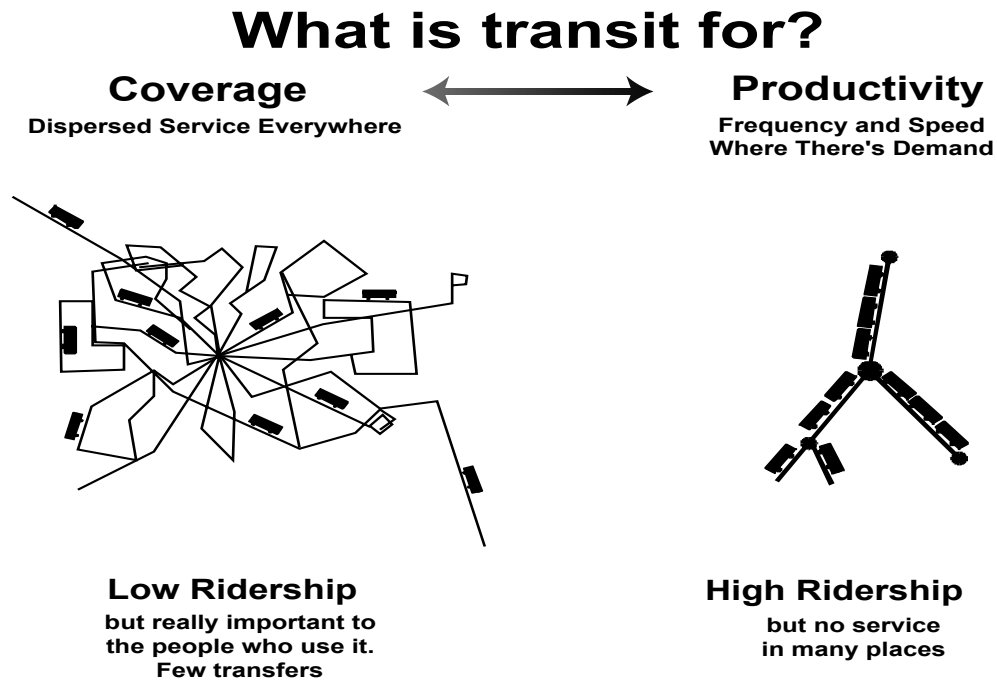 What is transit for?
Coverage
Dispersed Service Everywhere
Productivity
Frequency and Speed
Where There's Demand
Low Ridership
but really important to
the people who use it.
Few transfers
High Ridership
but no service
in many places